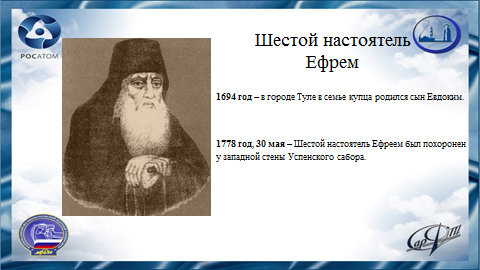 РОСАТОМ
Шестой настоятель
Ефрем
1694 год – в городе Туле в семье купца родился сын Евдоким.
1778 год, 30 мая – Шестой настоятель Ефреем был похоронен
у западной стены Успенского сабора.
СарФТИ